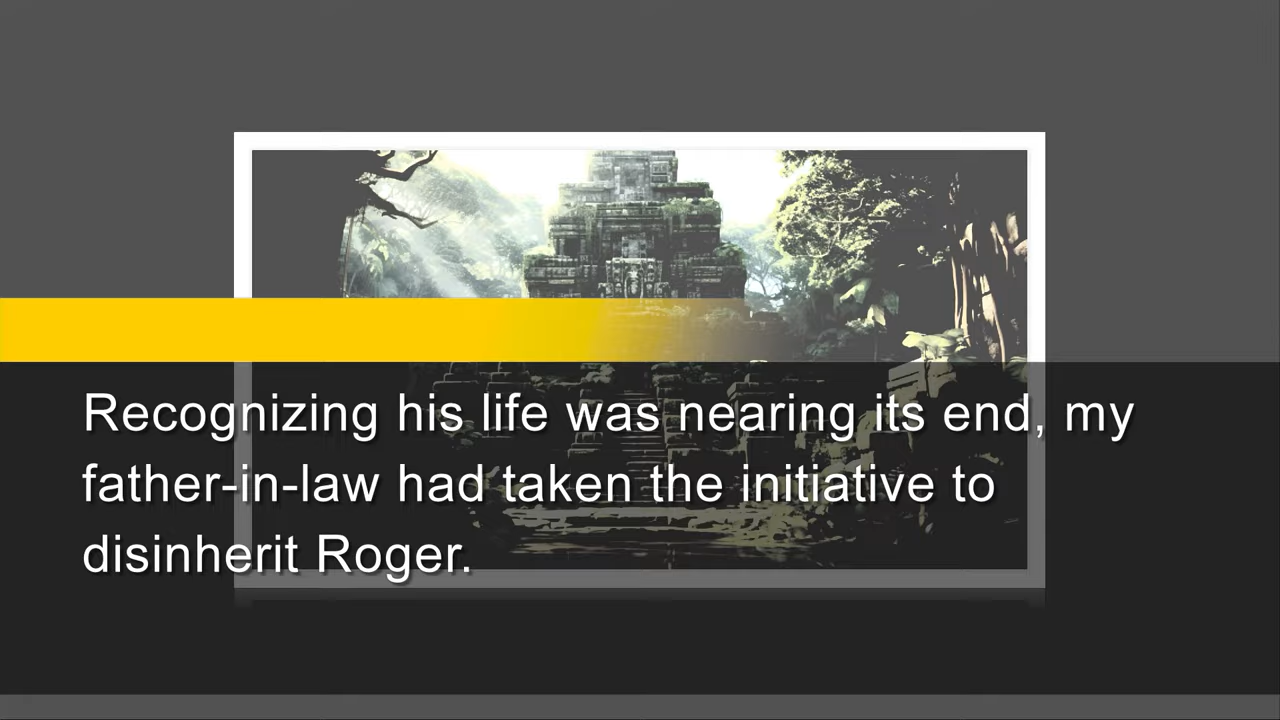 Recognizing his life was nearing its end, my
father-in-law had taken the initiative to
disinherit Roger.